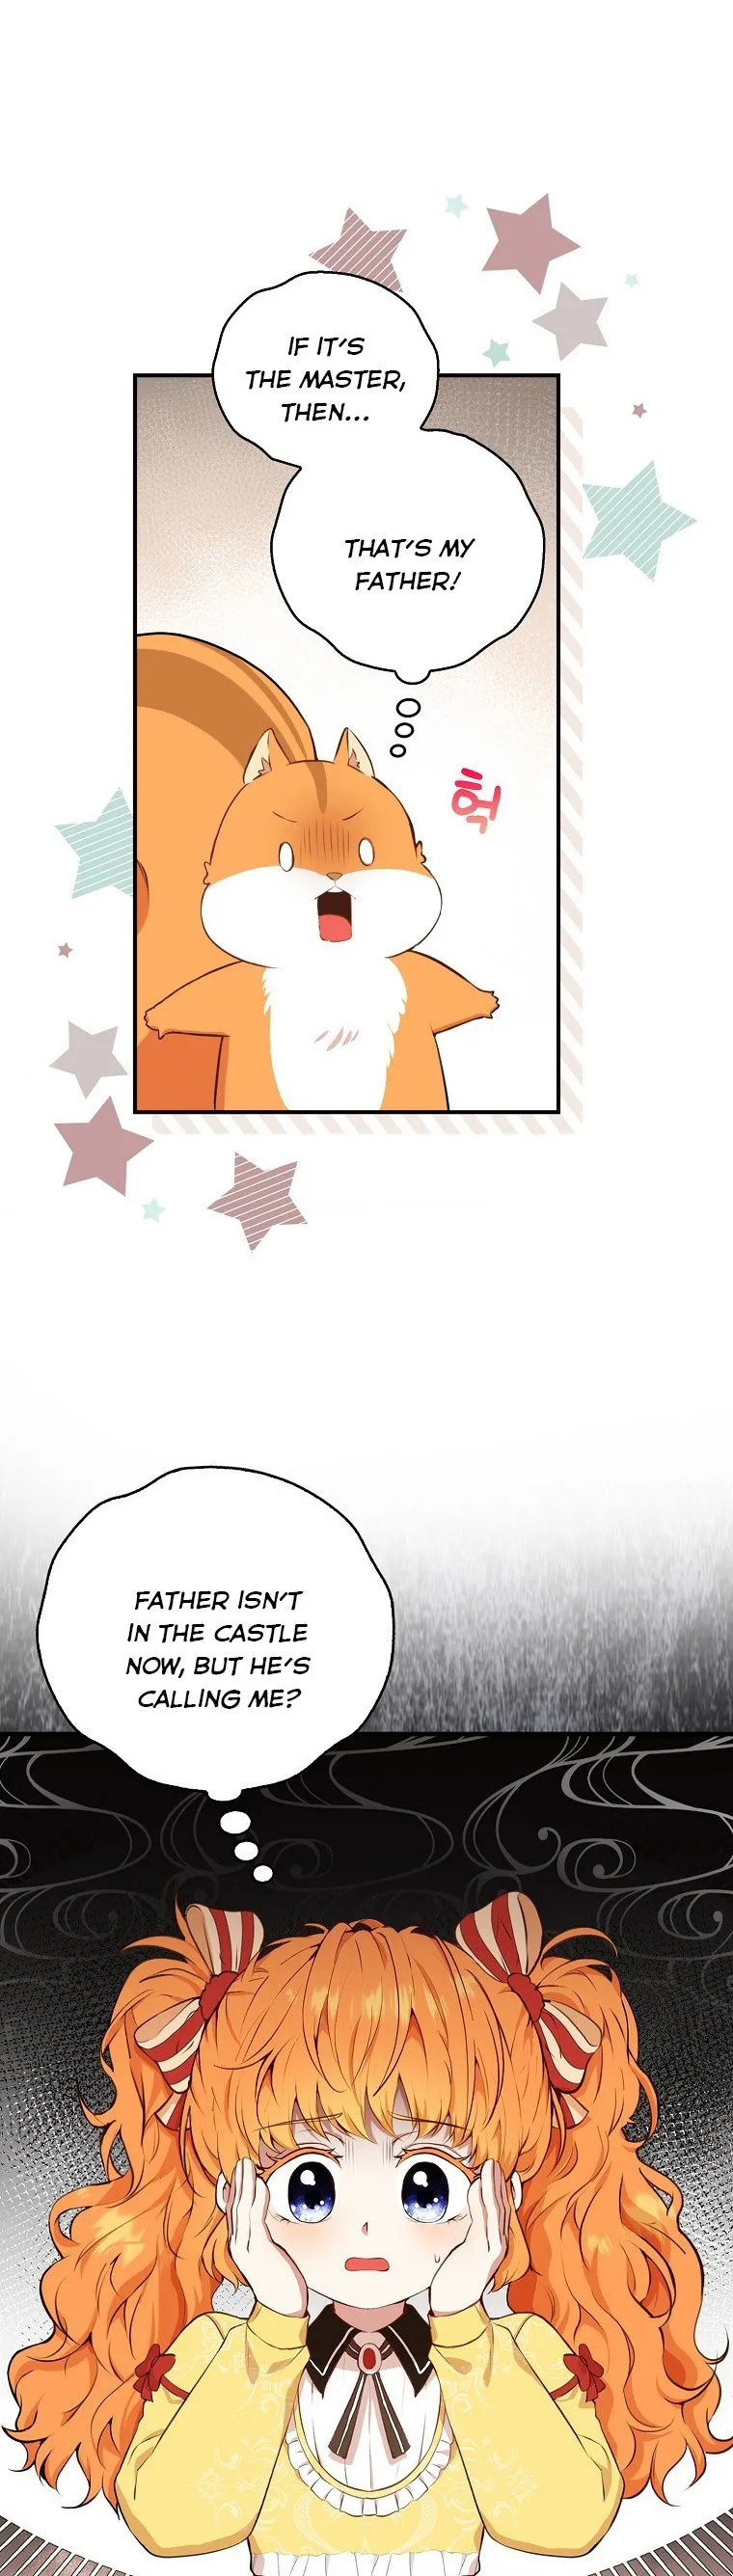 IF IT'S
THE MASTER,
THEN...
THAT'S MY
FATHER!
헉
FATHER ISN'T
IN THE CASTLE
NOW, BUT HE'S
CALLING ME?